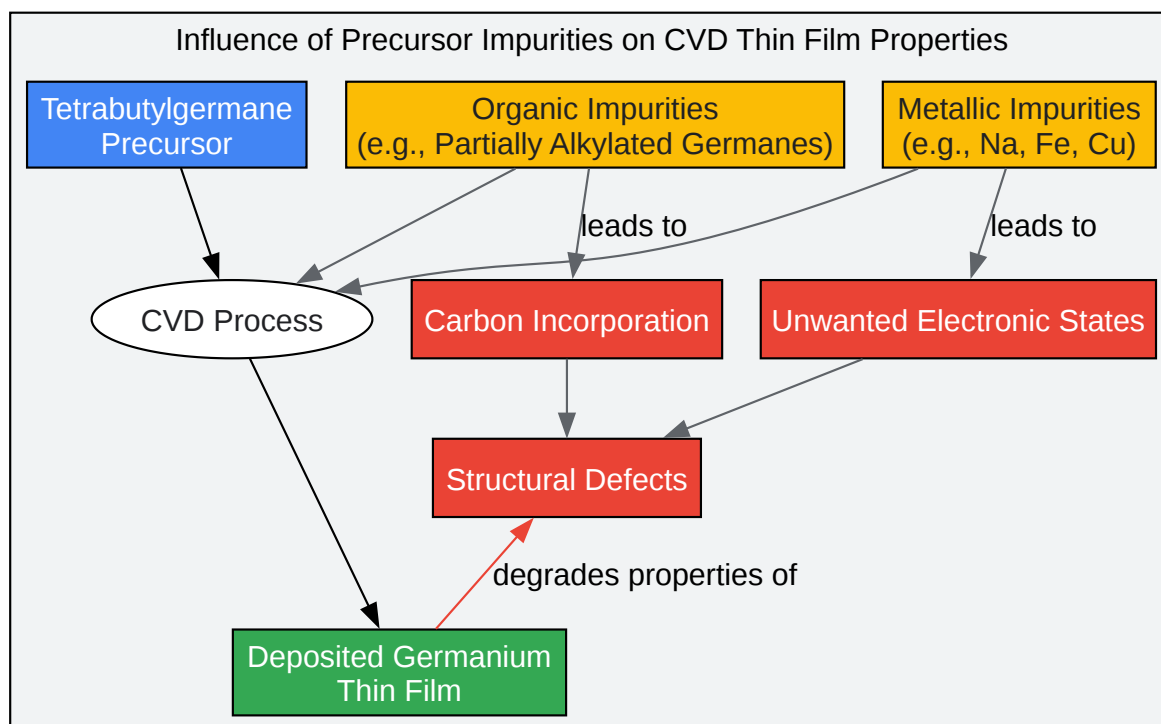 Influence of Precursor Impurities on CVD Thin Film Properties
Tetrabutylgermane
Precursor
Organic Impurities
(e.g., Partially Alkylated Germanes)
Metallic Impurities
(e.g., Na, Fe, Cu)
leads to
leads to
CVD Process
Carbon Incorporation
Unwanted Electronic States
Structural Defects
degrades properties of
Deposited Germanium
Thin Film